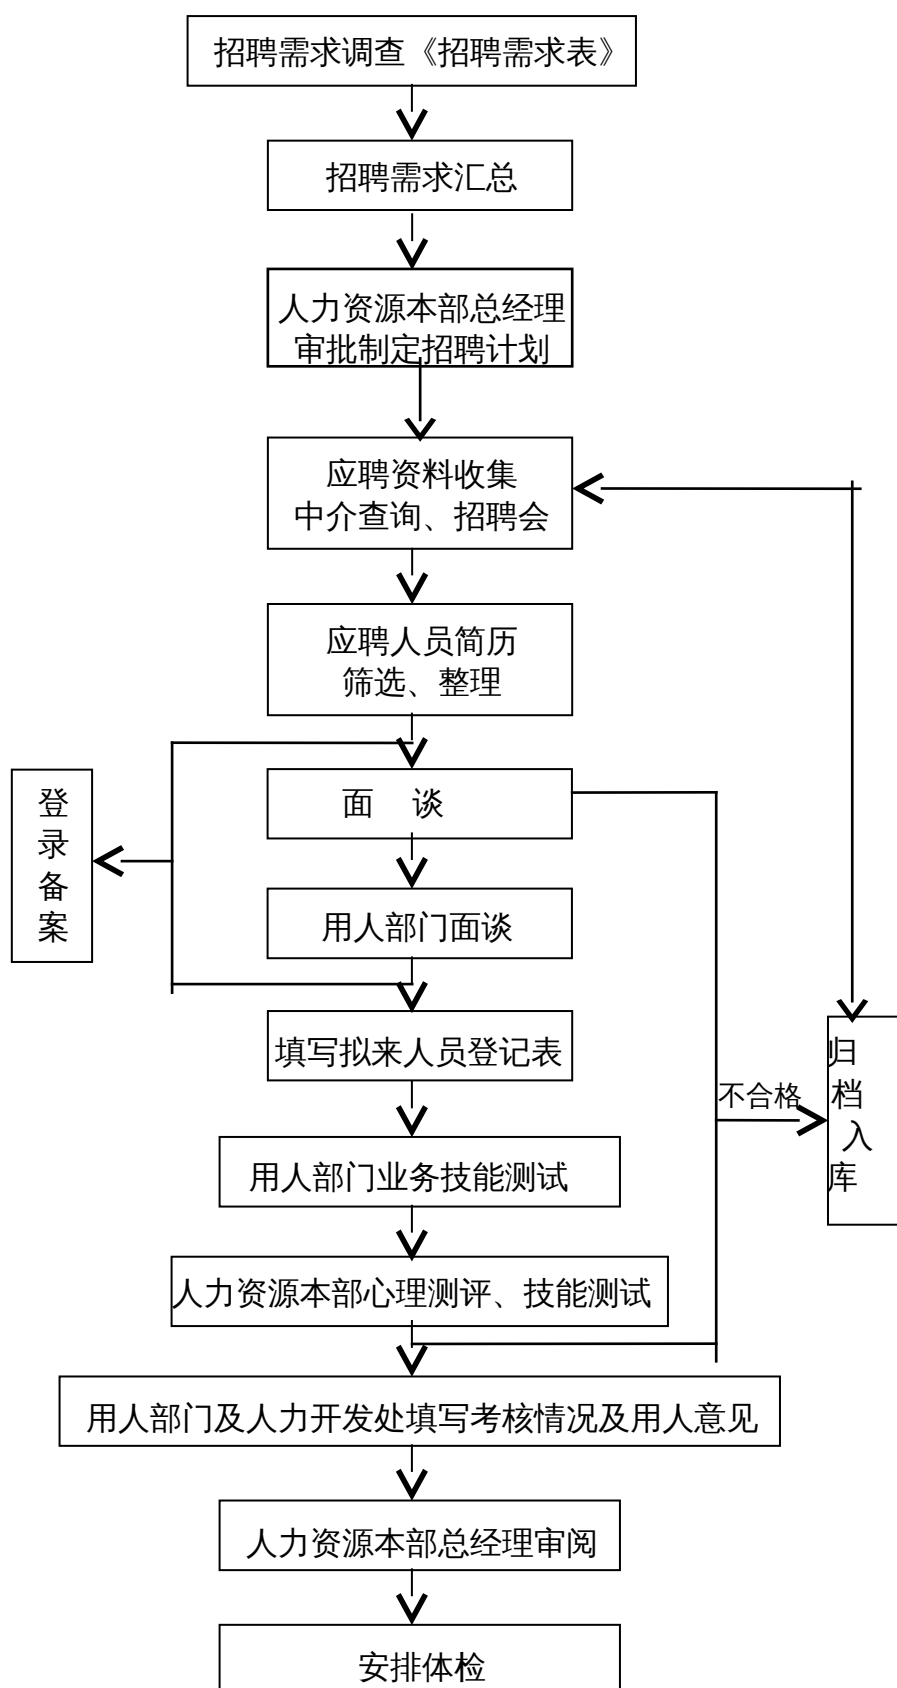 招聘需求调查《招聘需求表》
招聘需求汇总
人力资源本部总经理
审批制定招聘计划
应聘资料收集
中介查询、招聘会
应聘人员简历
筛选、整理
面 谈
登
录
备
案
用人部门面谈
填写拟来人员登记表
归
档
入
库
不合格
用人部门业务技能测试
人力资源本部心理测评、技能测试
用人部门及人力开发处填写考核情况及用人意见
人力资源本部总经理审阅
安排体检